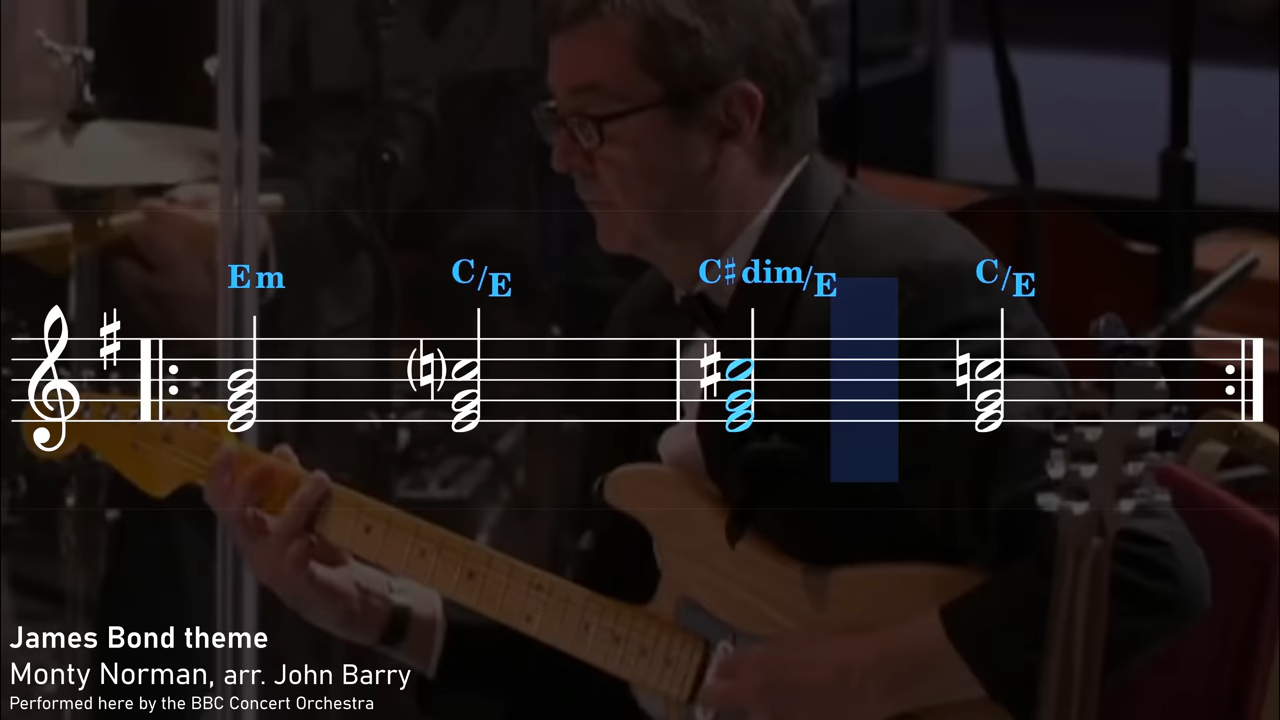 Em C/E C♯dim/E C/E
James Bond theme
Monty Norman, arr. John Barry
Performed here by the BBC Concert Orchestra